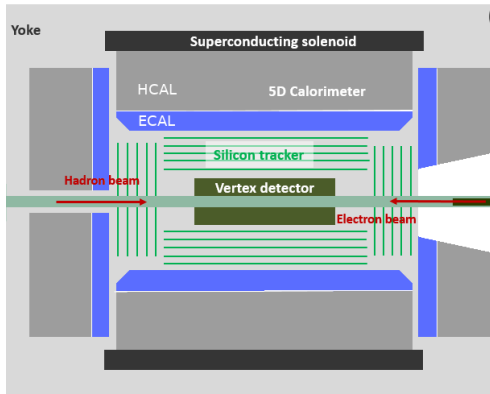 Yoke
Superconducting solenoid
HCAL
5D Calorimeter
ECAL
Silicon tracker
Hadron beam
Vertex detector
Electron beam